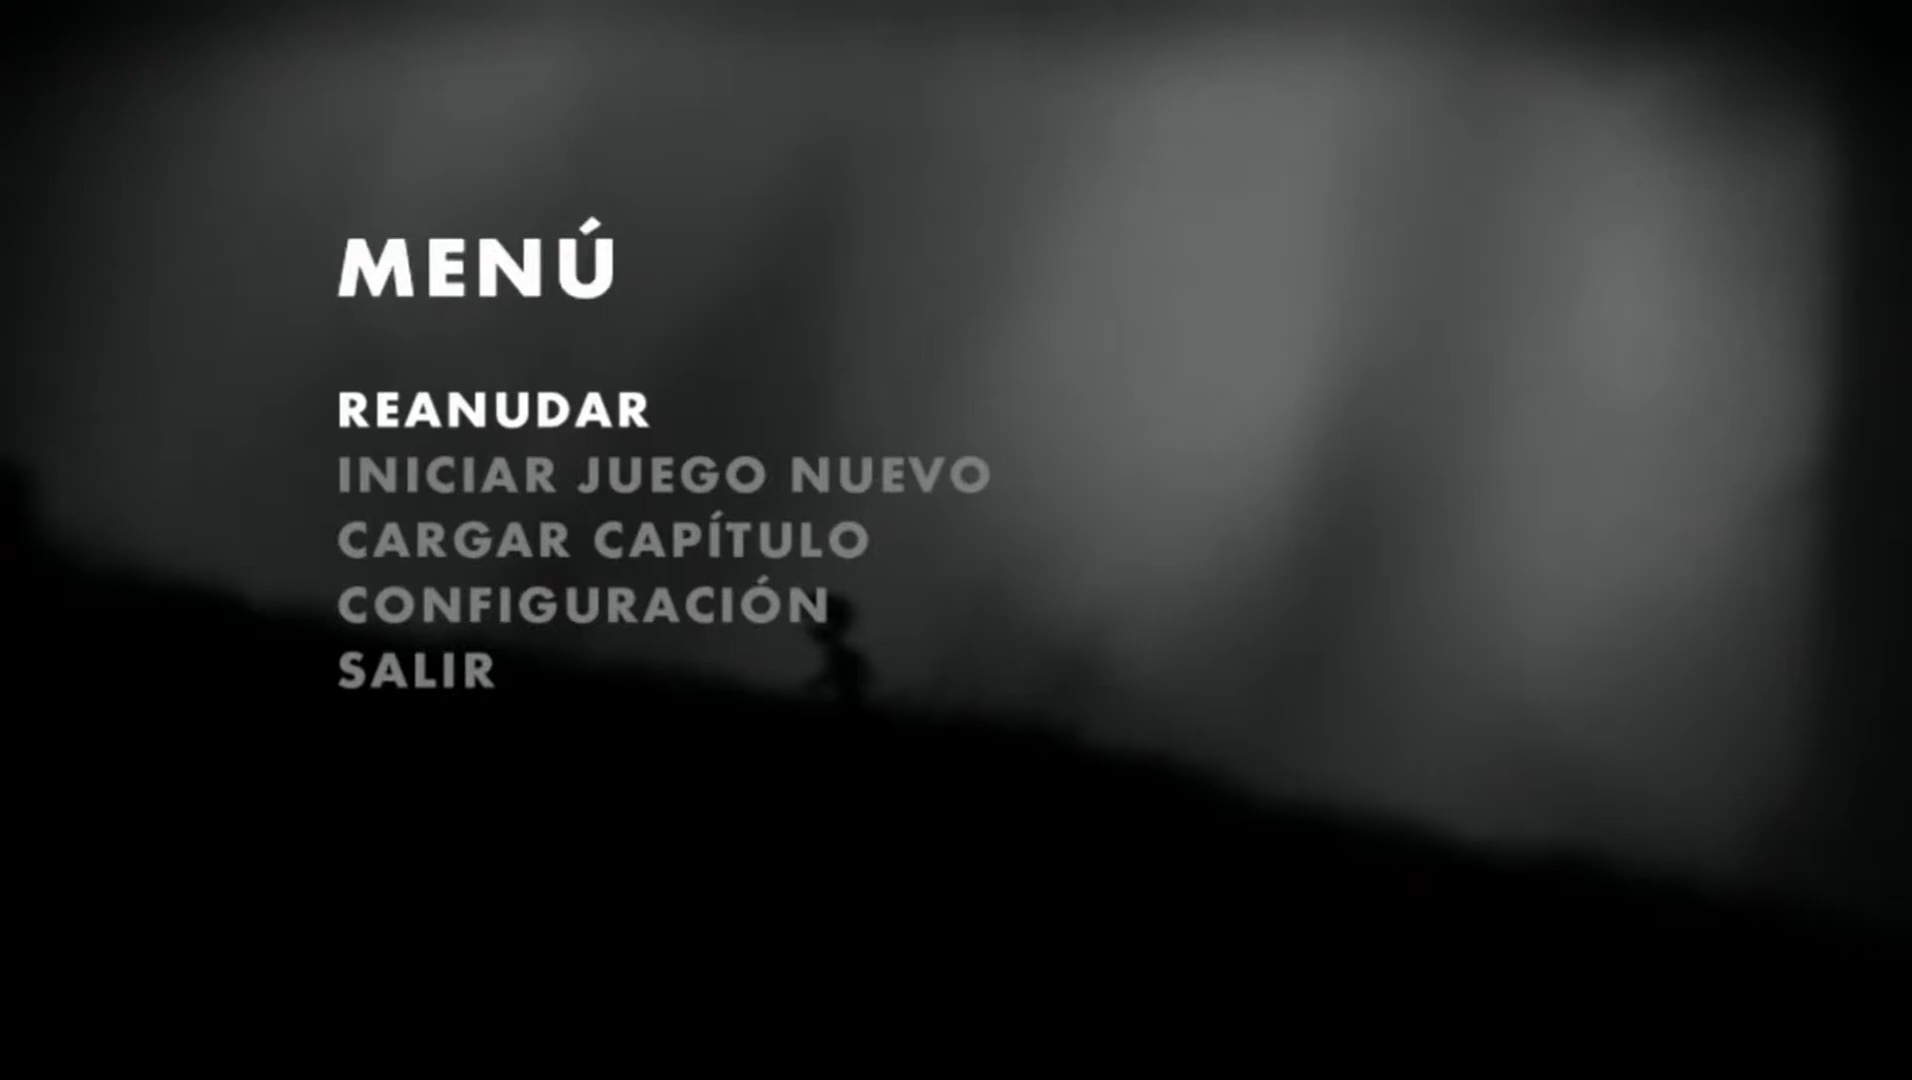 MENÚ
REANUDAR
INICIAR JUEGO NUEVO
CARGAR CAPÍTULO
CONFIGURACIÓN
SALIR